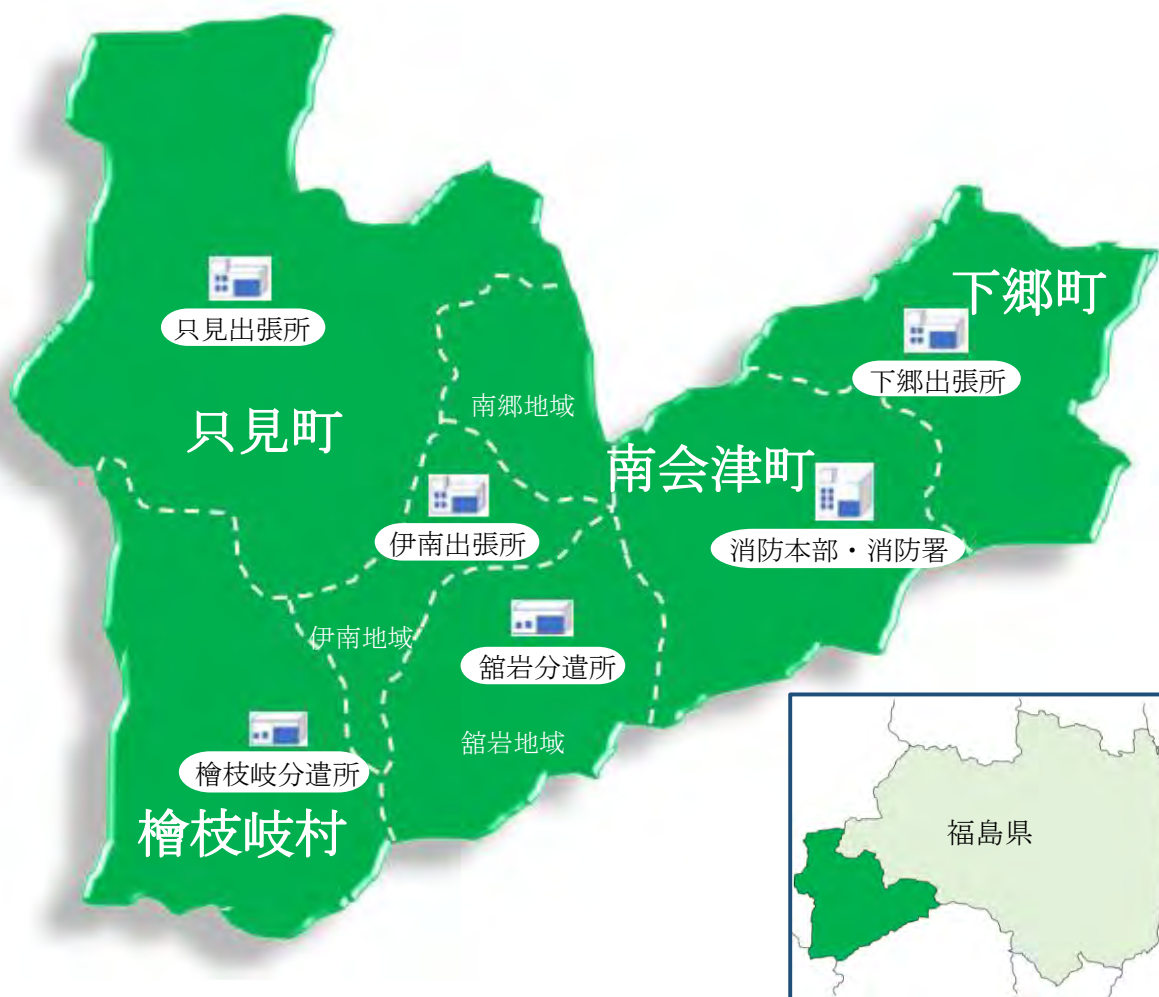 下郷町
只見出張所
下郷出張所
南郷地域
只見町
南会津町
伊南出張所
消防本部・消防署
伊南地域
舘岩分遣所
舘岩地域
檜枝岐分遣所
檜枝岐村
福島県